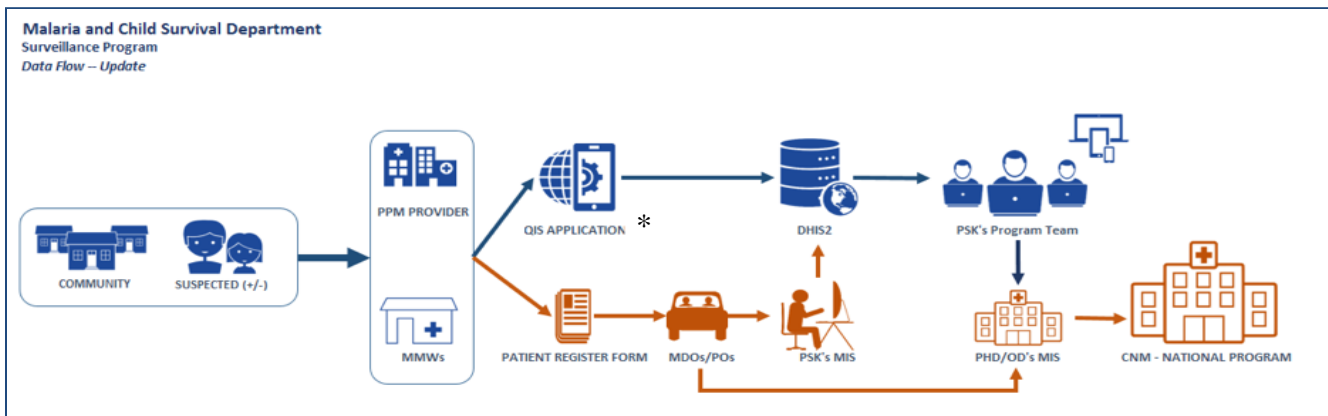 Malaria and Child Survival Department
Surveillance Program
Data Flow -- Update
PPM PROVIDER
QIS APPLICATION *
DHIS2
PSK's Program Team
COMMUNITY
SUSPECTED (+/-)
MMWs
PATIENT REGISTER FORM
MDOs/POs
PSK's MIS
PHD/OD's MIS
CNM - NATIONAL PROGRAM